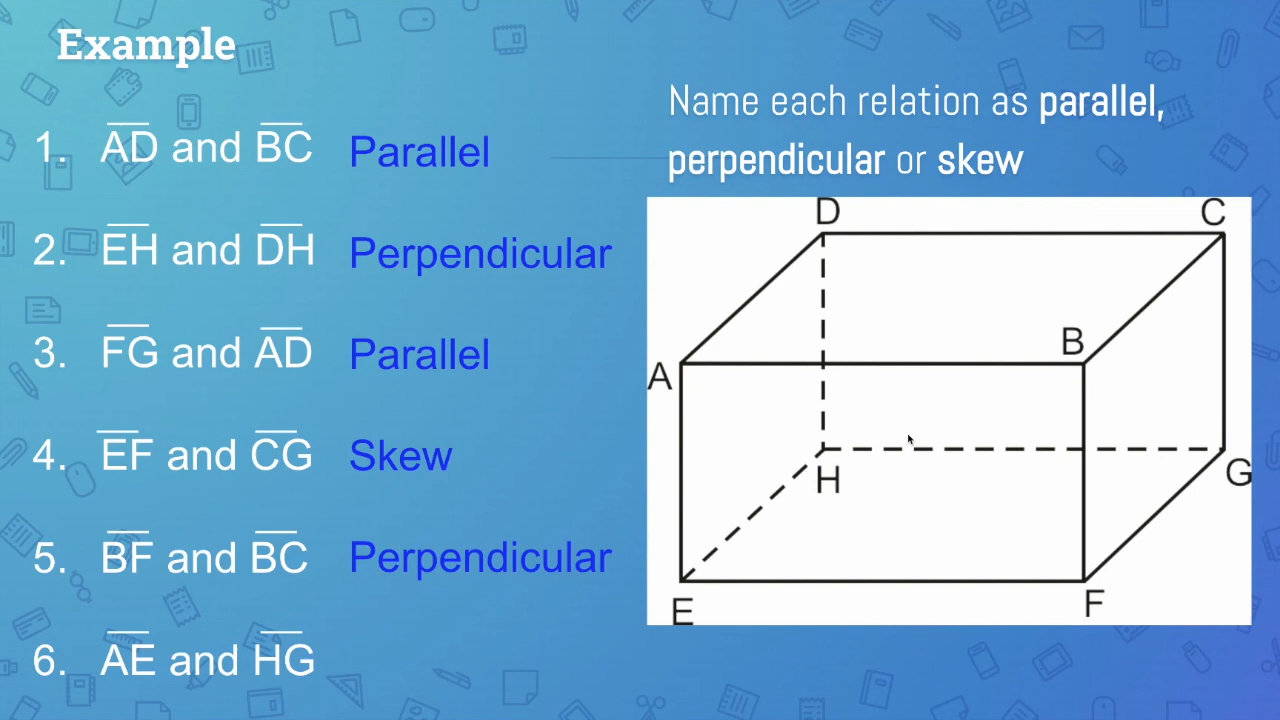 Example
Name each relation as parallel,
perpendicular or skew
1. AD and BC Parallel
2. EH and DH Perpendicular
3. FG and AD Parallel
4. EF and CG Skew
5. BF and BC Perpendicular
6. AE and HG
D
C
B
A
H
G
E
F